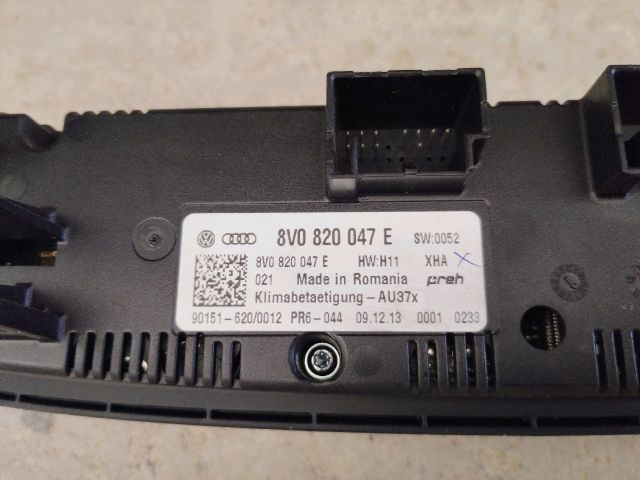 8V0 820 047 E SW:0052
8V0 820 047 E HW:H11 XHA X
021 Made in Romania preh
Klimabetaetigung-AU37x
90151-620/0012 PR6-044 09.12.13 0001 0233